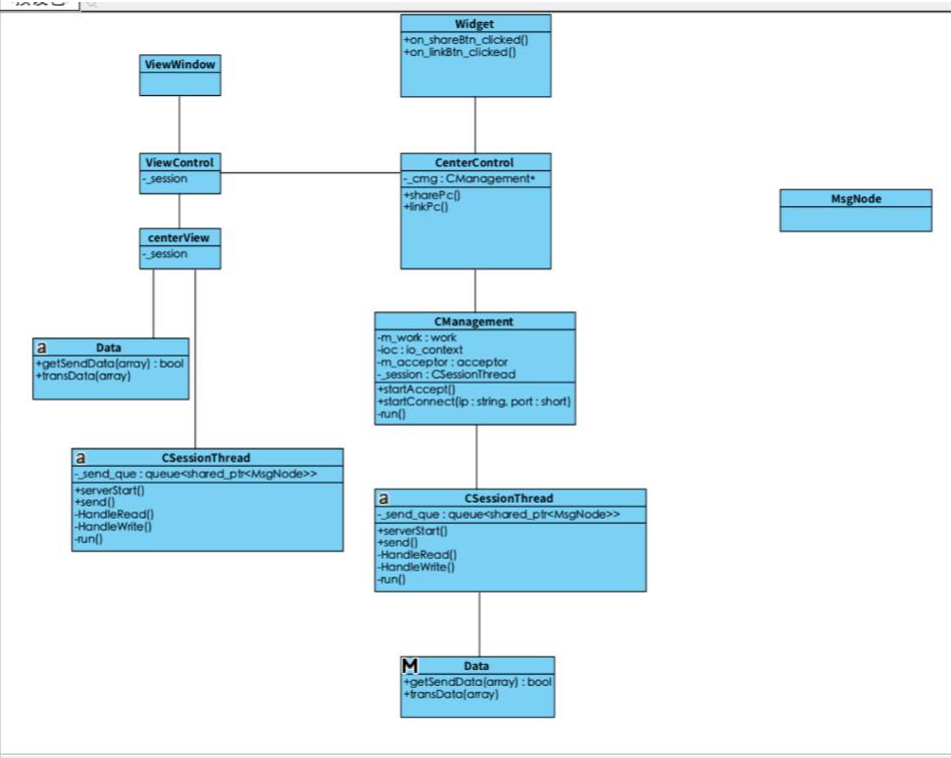 Widget
+on_shareBtn_clicked()
+on_linkBtn_clicked()
ViewWindow
ViewControl
-_session
CenterControl
-_cmg : CManagement*
+sharePc()
+linkPc()
MsgNode
centerView
-_session
CManagement
-m_work : work
-ioc : io_context
-m_acceptor : acceptor
-_session : CSessionThread
+startAccept()
+startConnect(ip : string, port : short)
-run()
a
Data
+getSendData(array) : bool
+transData(array)
a
CSessionThread
-_send_que : queue<shared_ptr<MsgNode>>
+serverStart()
+send()
-HandleRead()
-HandleWrite()
-run()
a
CSessionThread
-_send_que : queue<shared_ptr<MsgNode>>
+serverStart()
+send()
-HandleRead()
-HandleWrite()
-run()
M
Data
+getSendData(array) : bool
+transData(array)